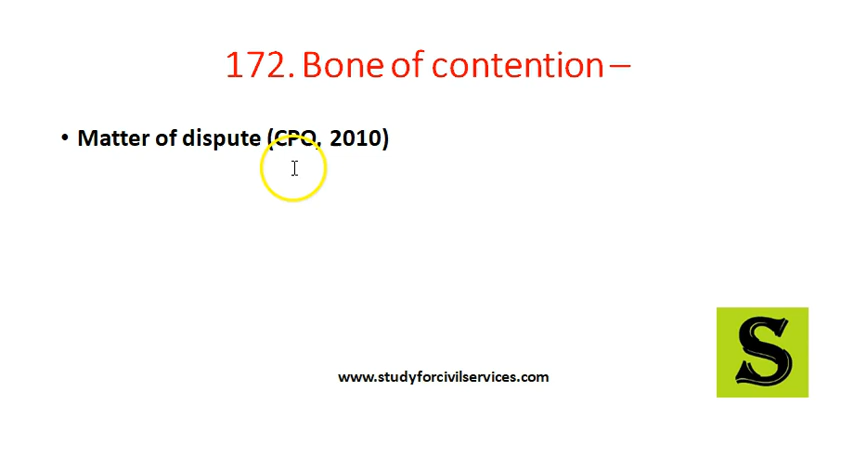 172. Bone of contention –
• Matter of dispute (CPO, 2010)
www.studyforcivilservices.com
S